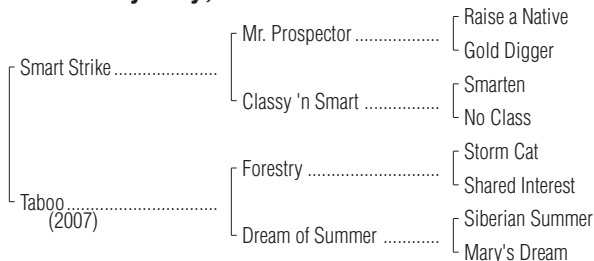 Raise a Native
Mr. Prospector ..................
Gold Digger
Smart Strike ......................
Smarten
Classy 'n Smart ................
No Class
Storm Cat
Forestry ..........................
Shared Interest
Taboo ................................
(2007)
Siberian Summer
Dream of Summer ............
Mary's Dream